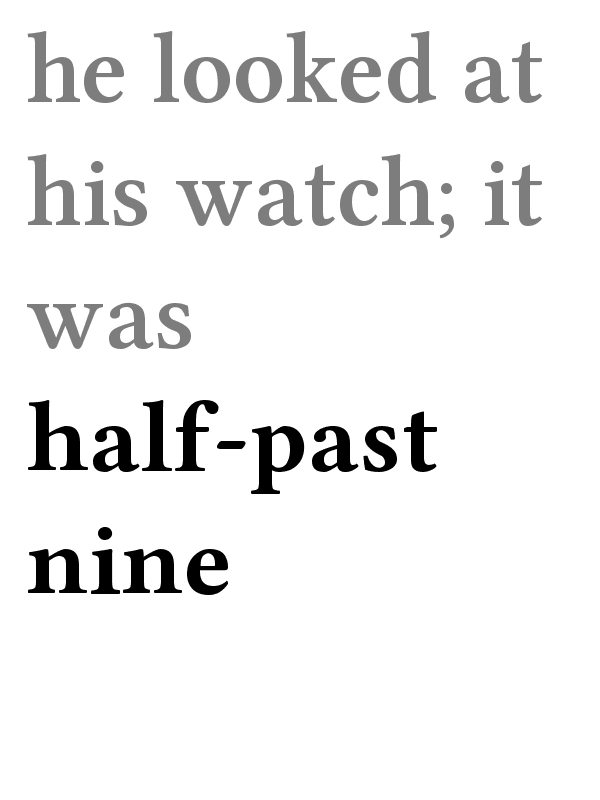 he looked at
his watch; it
was
half-past
nine